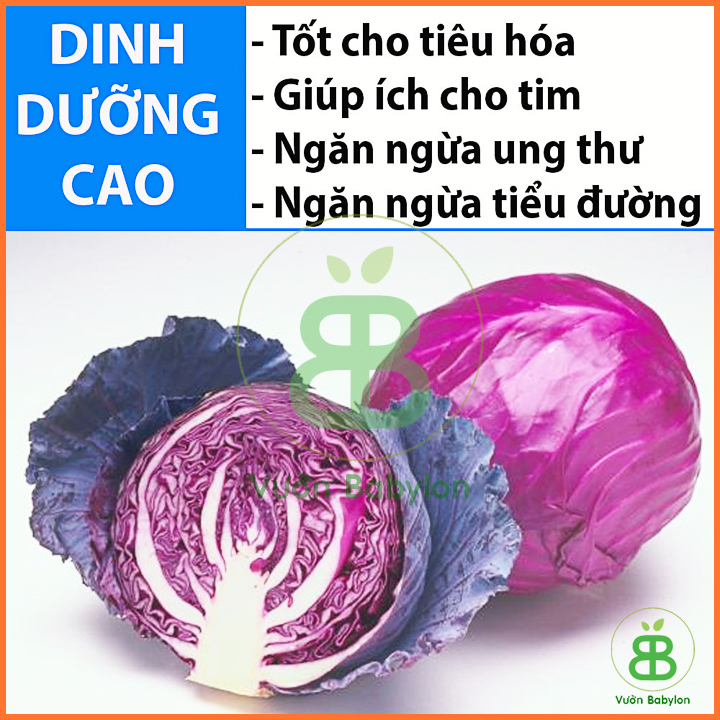 DINH
DƯỠNG
CAO
- Tốt cho tiêu hóa
- Giúp ích cho tim
- Ngăn ngừa ung thư
- Ngăn ngừa tiểu đường
Vườn Babylon
Vườn Babylon